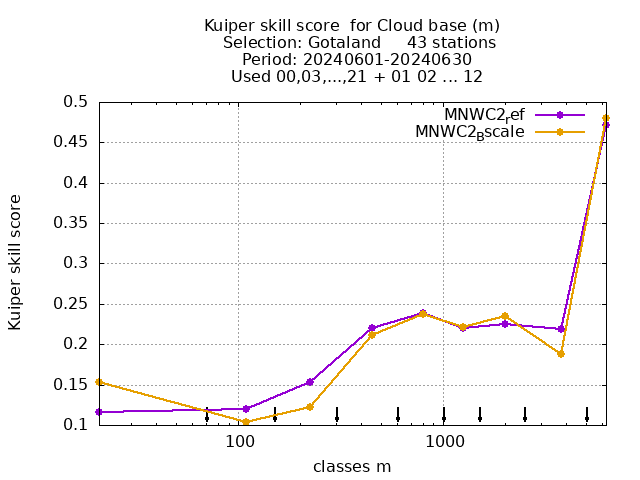 Kuiper skill score  for Cloud base (m)
Selection: Gotaland     43 stations
Period: 20240601-20240630
Used 00,03,...,21 + 01 02 ... 12
MNWC2ref
MNWC2Bscale
0.5
0.45
0.4
0.35
0.3
0.25
0.2
0.15
0.1
Kuiper skill score
100
1000
classes m